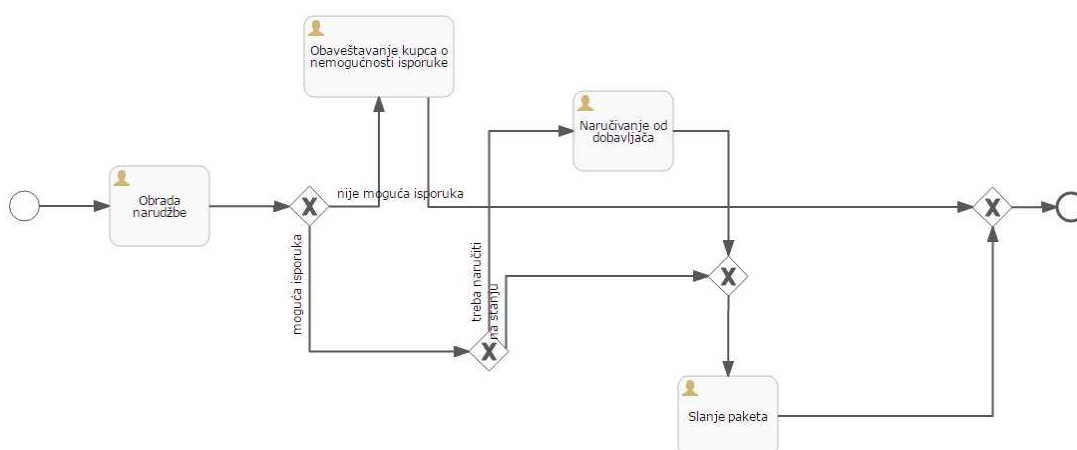 Obaveštavanje kupca o
nemogućnosti isporuke
Naručivanje od
dobavljača
Obrada
narudžbe
nije moguća isporuka
moguća isporuka
treba naručiti
na stanju
Slanje paketa